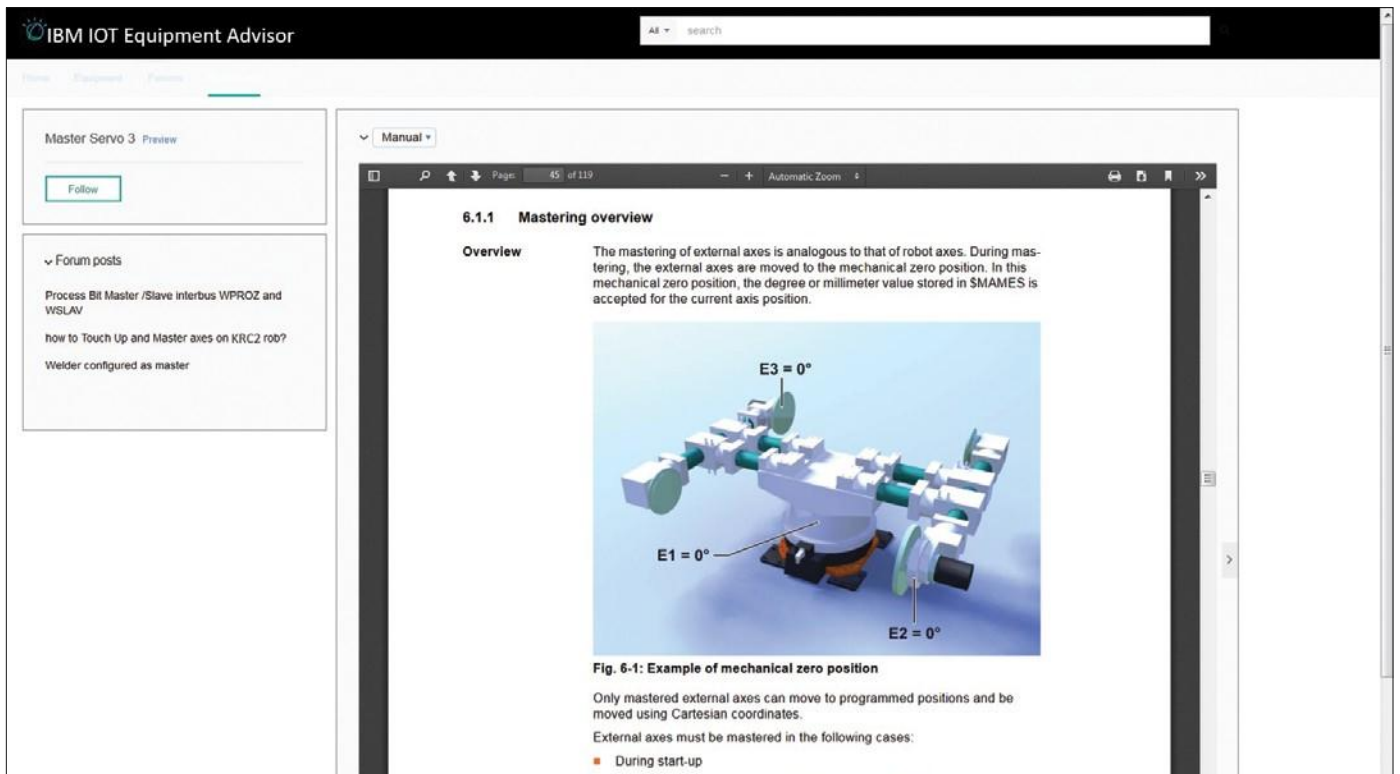 IBM IOT Equipment Advisor
All search
Home Equipment Forums
Master Servo 3 Preview
Follow
Forum posts
Process Bit Master /Slave interbus WPROZ and
WSLAV
how to Touch Up and Master axes on KRC2 rob?
Welder configured as master
Manual
Page: 45 of 119
Automatic Zoom
6.1.1 Mastering overview
Overview
The mastering of external axes is analogous to that of robot axes. During mas-
tering, the external axes are moved to the mechanical zero position. In this
mechanical zero position, the degree or millimeter value stored in $MAMES is
accepted for the current axis position.
E3 = 0°
E1 = 0°
E2 = 0°
Fig. 6-1: Example of mechanical zero position
Only mastered external axes can move to programmed positions and be
moved using Cartesian coordinates.
External axes must be mastered in the following cases:
During start-up